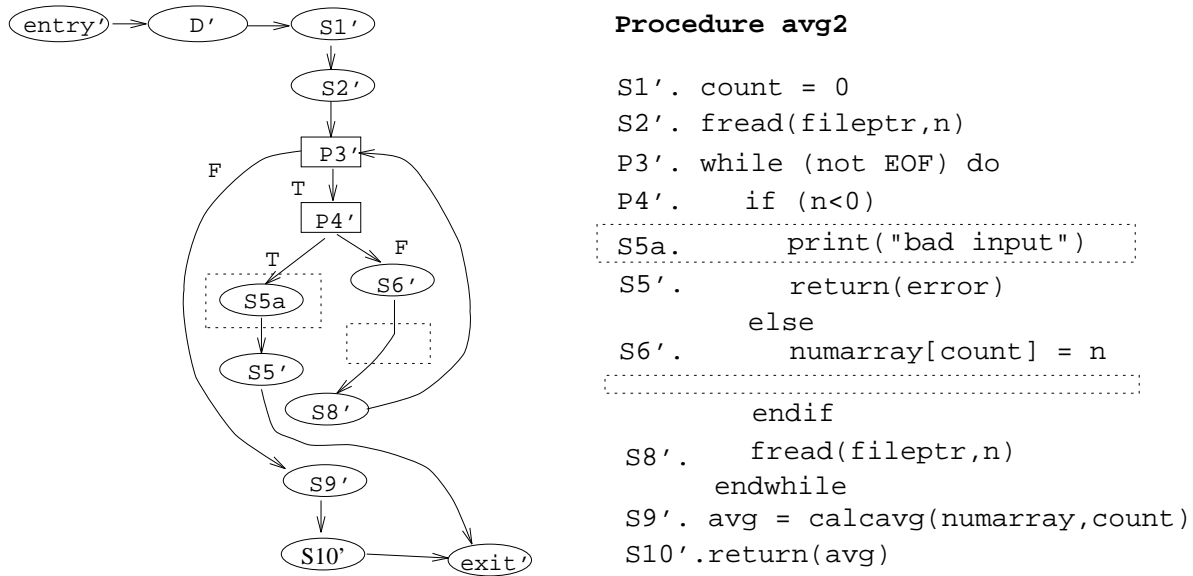 entry'
D'
S1'
S2'
P3'
F
T
P4'
T
F
S5a
S6'
S5'
S8'
S9'
S10'
exit'
Procedure avg2
S1'. count = 0
S2'. fread(fileptr,n)
P3'. while (not EOF) do
P4'. if (n<0)
S5a. print("bad input")
S5'. return(error)
else
S6'. numarray[count] = n
endif
S8'. fread(fileptr,n)
endwhile
S9'. avg = calcavg(numarray,count)
S10'.return(avg)